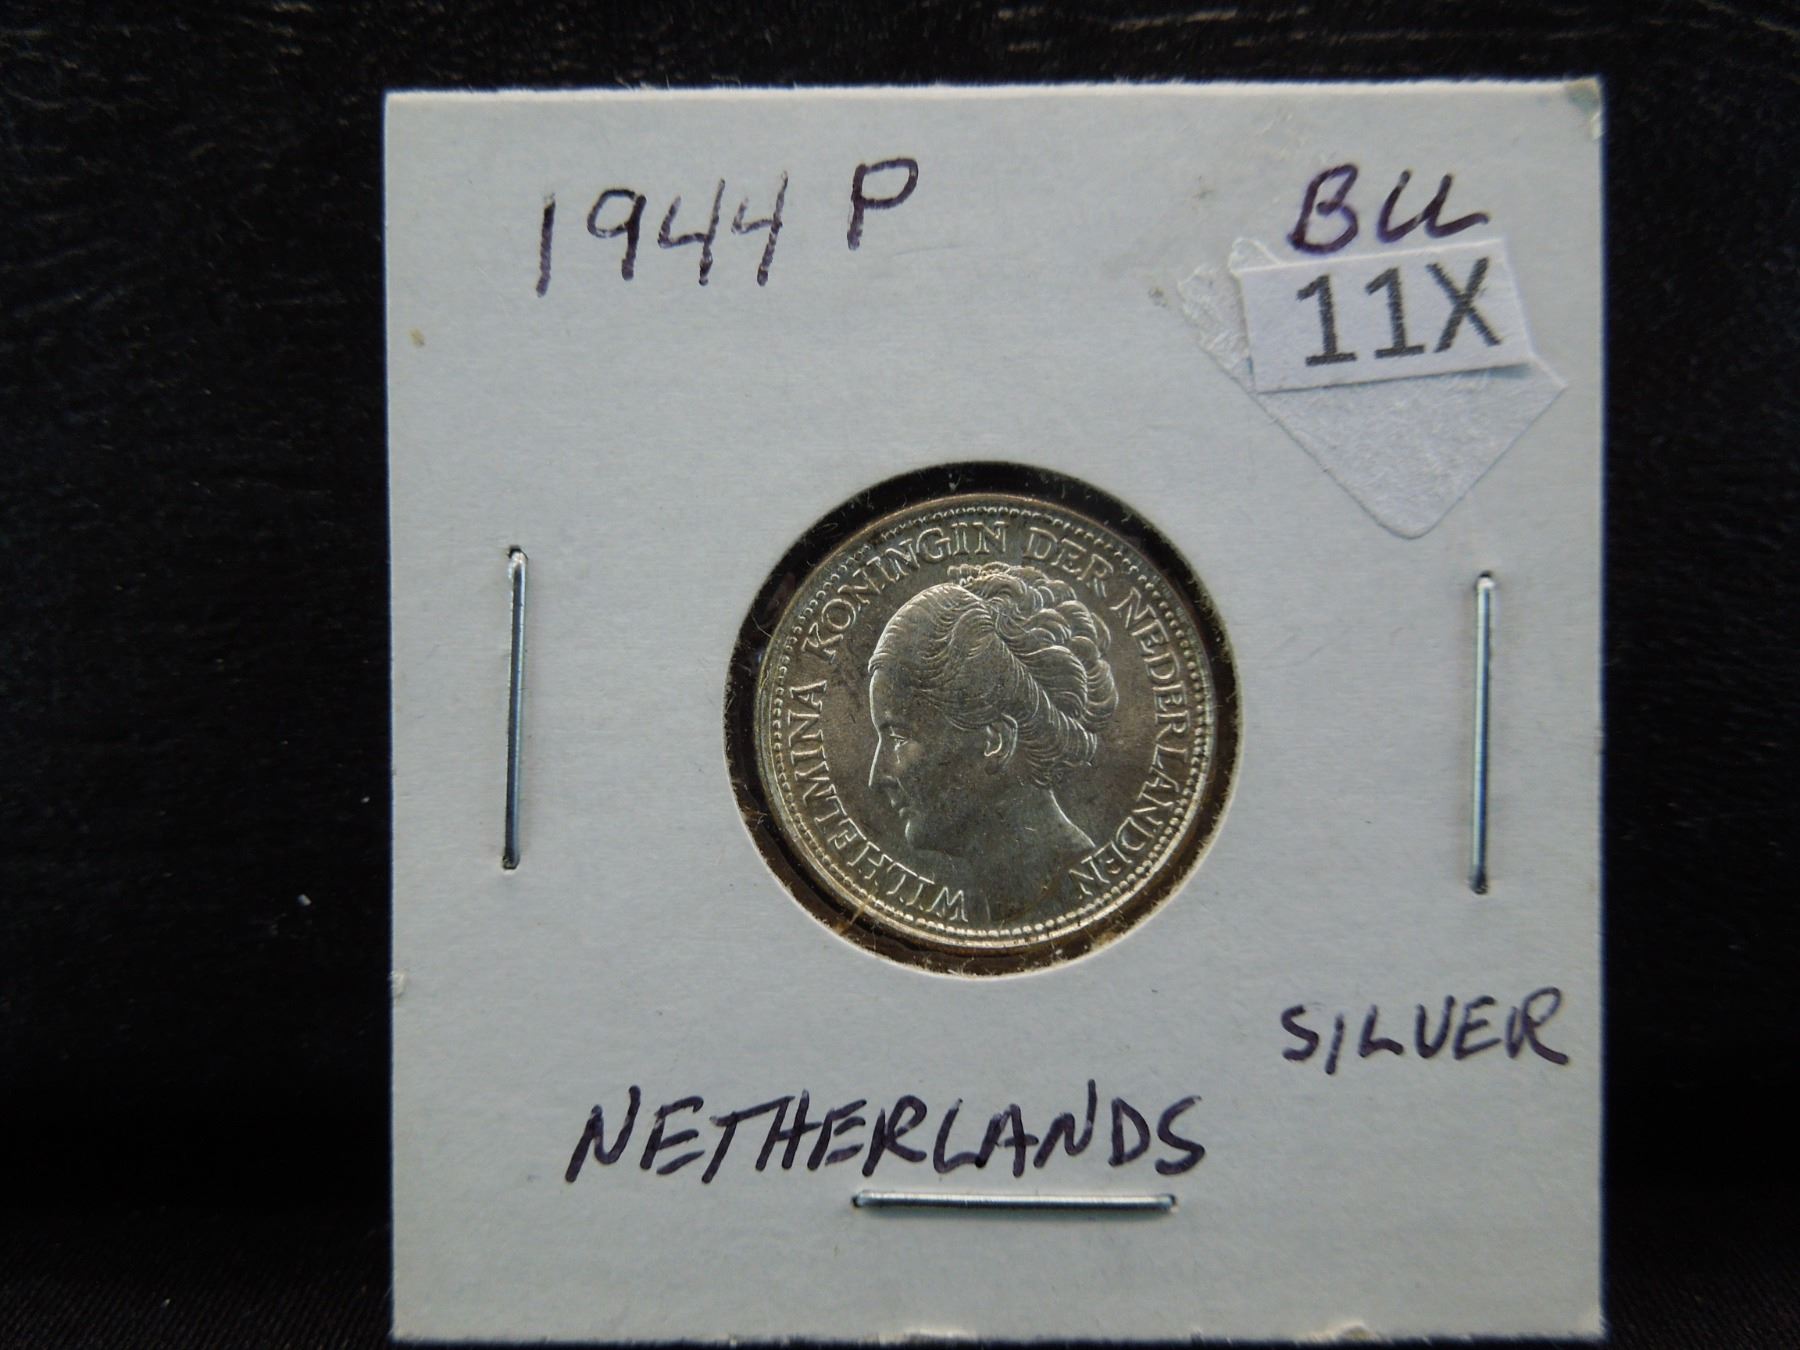 1944 P
BU
11X
WILHELMINA KONINGIN DER NEDERLANDEN
SILVER
NETHERLANDS